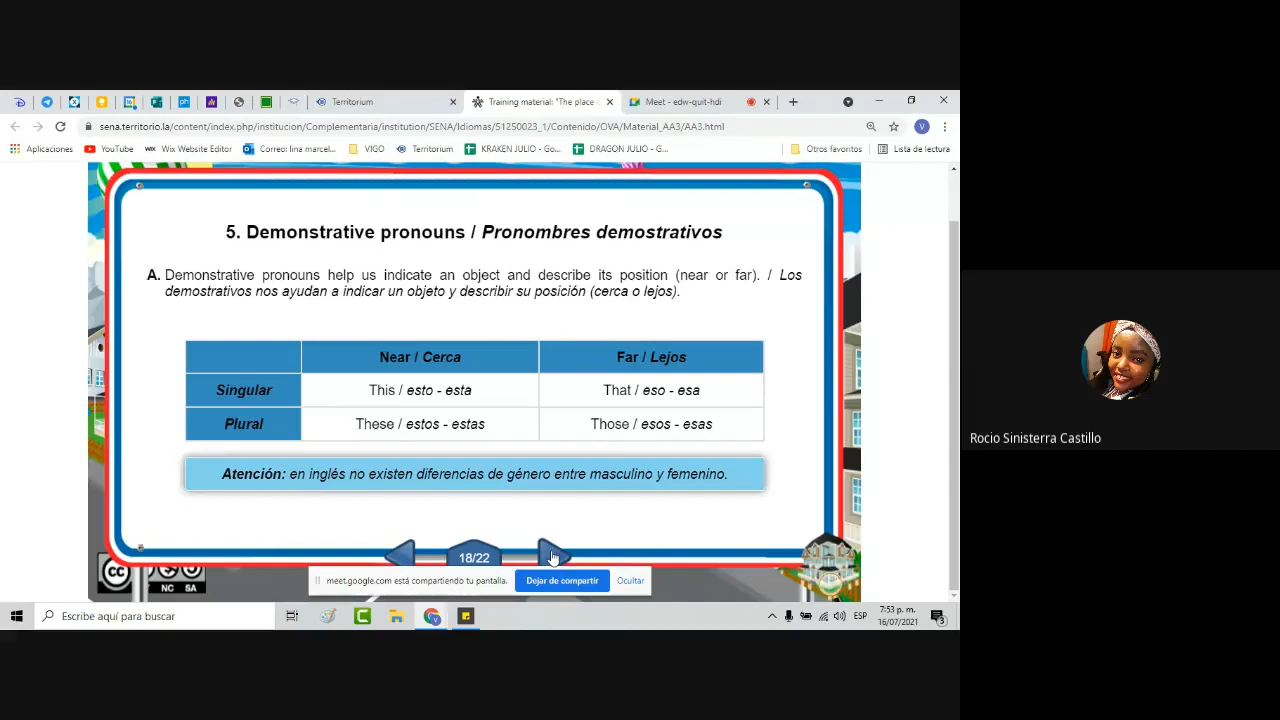 Territorium
Training material: "The place
Meet - edw-quit-hdi
sena.territorio.la/content/index.php/institucion/Complementaria/institution/SENA/Idiomas/51250023_1/Contenido/OVA/Material_AA3/AA3.html
Aplicaciones
YouTube
Wix Website Editor
Correo: lina marcel...
VIGO
Territorium
KRAKEN JULIO - Go...
DRAGON JULIO - G...
Otros favoritos
Lista de lectura
5. Demonstrative pronouns / Pronombres demostrativos
A. Demonstrative pronouns help us indicate an object and describe its position (near or far). / Los
demostrativos nos ayudan a indicar un objeto y describir su posición (cerca o lejos).
Near / Cerca
Far / Lejos
Singular
This / esto - esta
That / eso - esa
Plural
These / estos - estas
Those / esos - esas
Atención: en inglés no existen diferencias de género entre masculino y femenino.
18/22
cc
NC SA
meet.google.com está compartiendo tu pantalla.
Dejar de compartir
Ocultar
Escribe aquí para buscar
ESP
7:53 p. m.
16/07/2021
3
Rocio Sinisterra Castillo